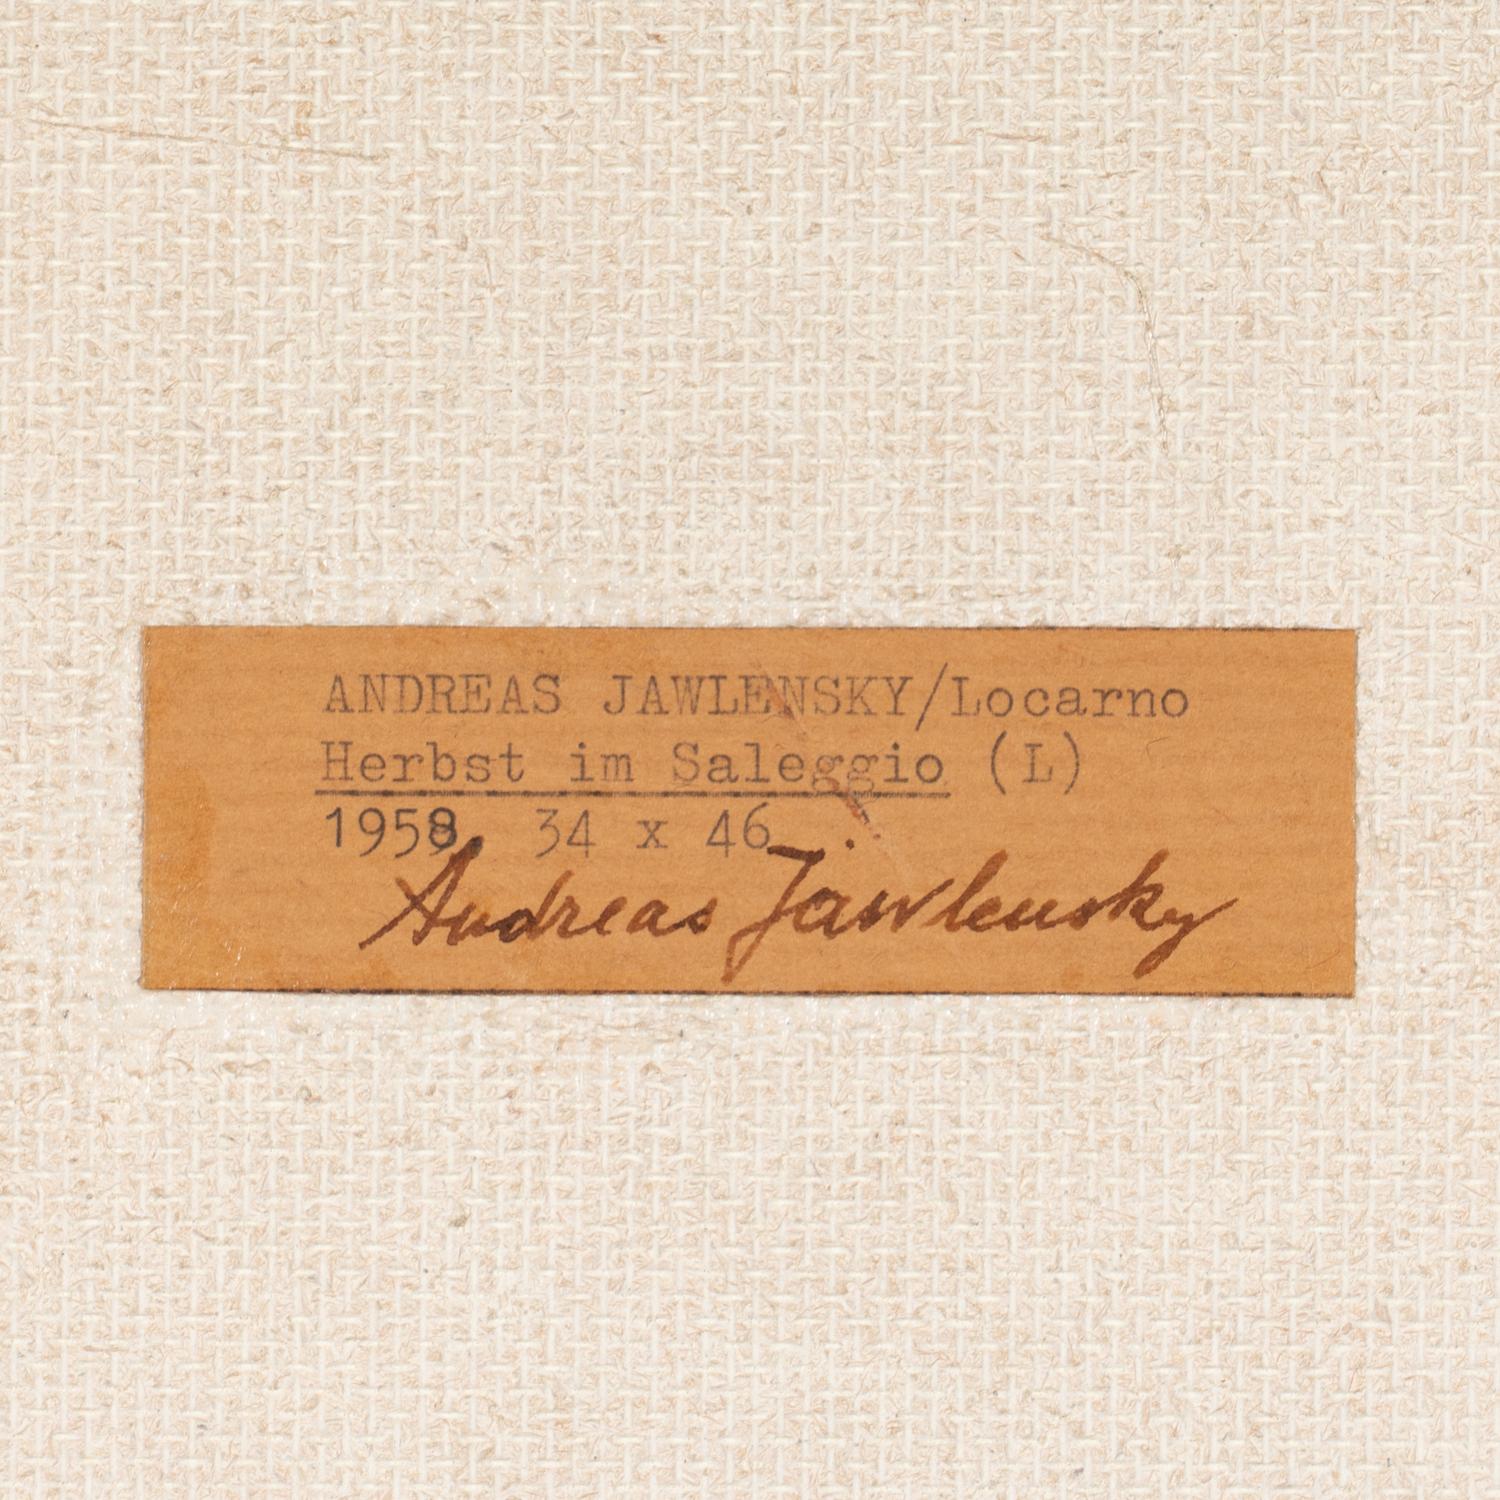 ANDREAS JAWLENSKY/Locarno
Herbst im Saleggio (L)
1958, 34 x 46
Andreas Jawlensky